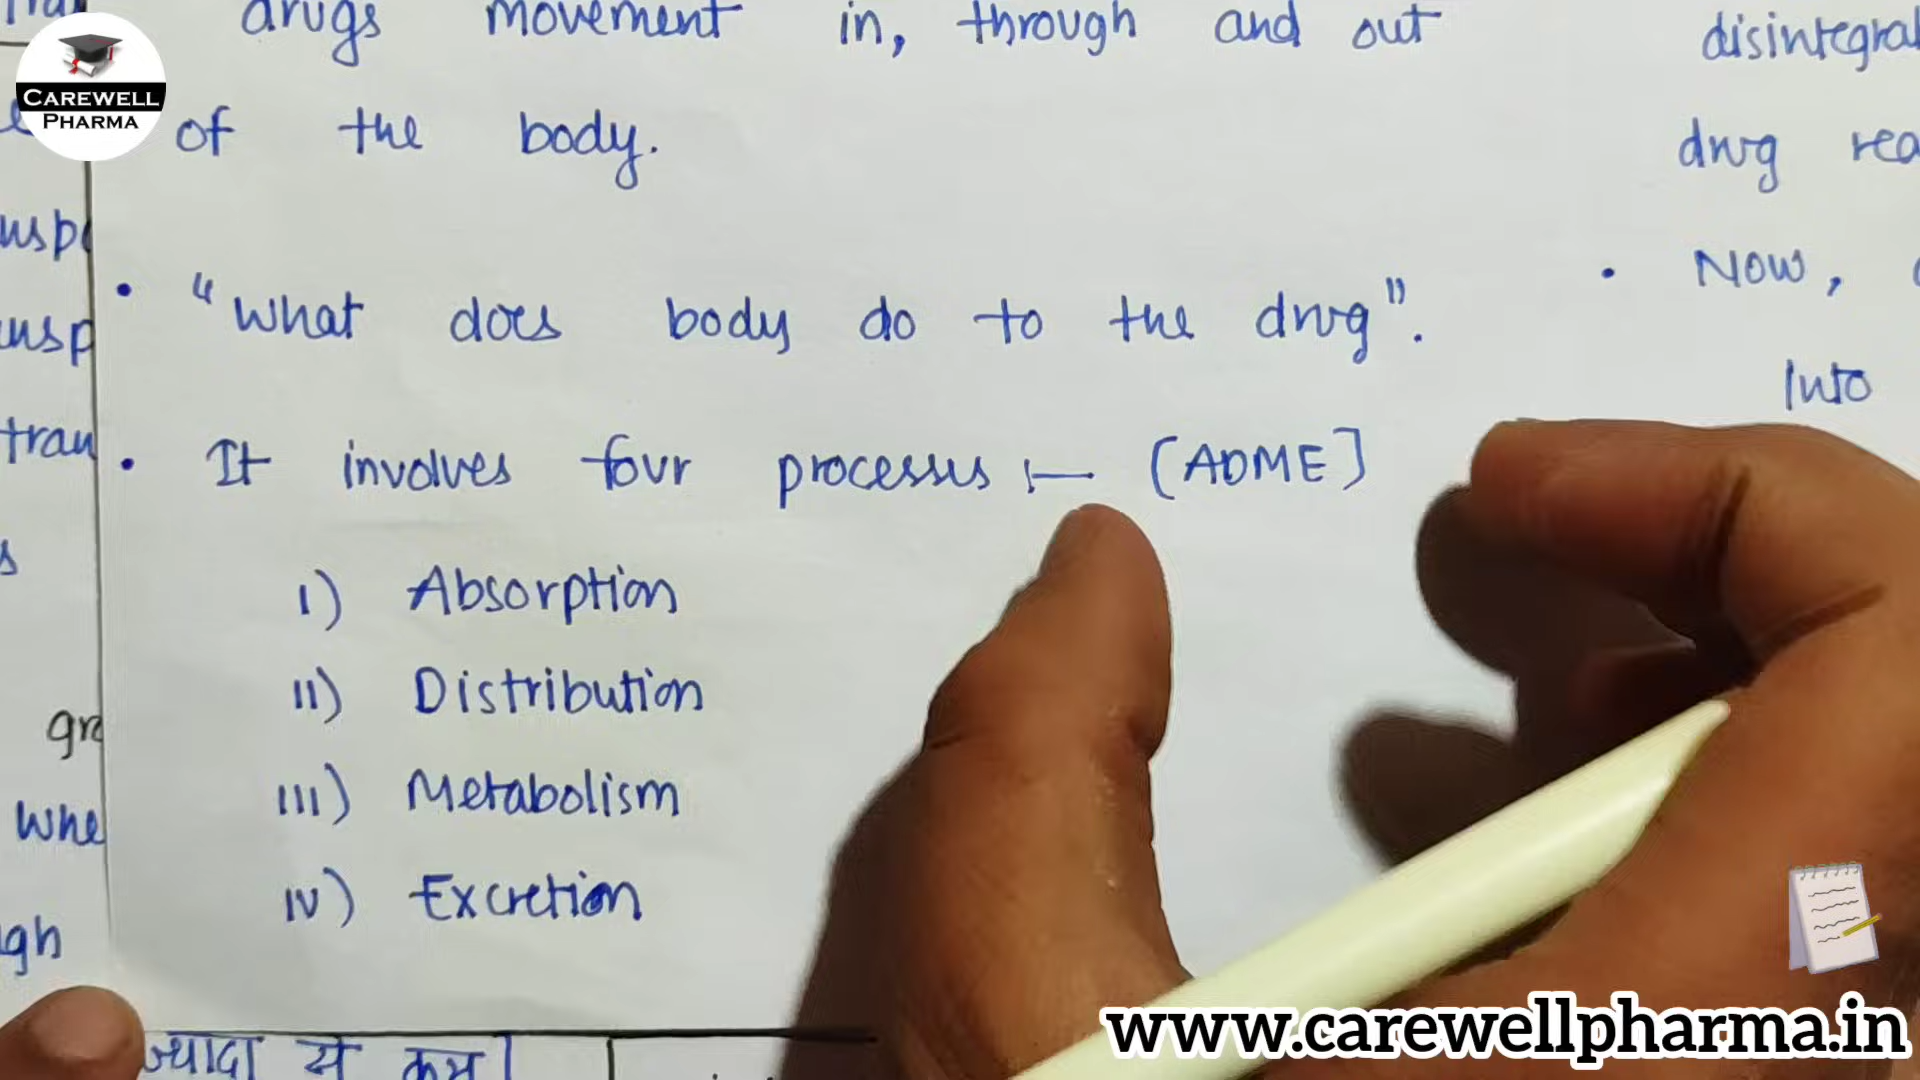 CAREWELL
PHARMA
drugs movement in, through and out
of the body.
• "What does body do to the drug".
• It involves four processes :— [ADME]
I) Absorption
II) Distribution
III) Metabolism
IV) Excretion
drug
• Now,
Into
ज्यादा से कम
www.carewellpharma.in